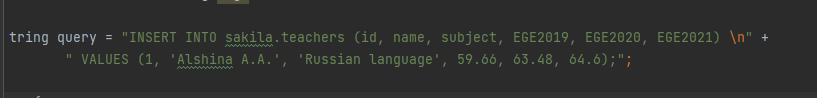 tring query = "INSERT INTO sakila.teachers (id, name, subject, EGE2019, EGE2020, EGE2021) \n" +
" VALUES (1, 'Alshina A.A.', 'Russian language', 59.66, 63.48, 64.6);";